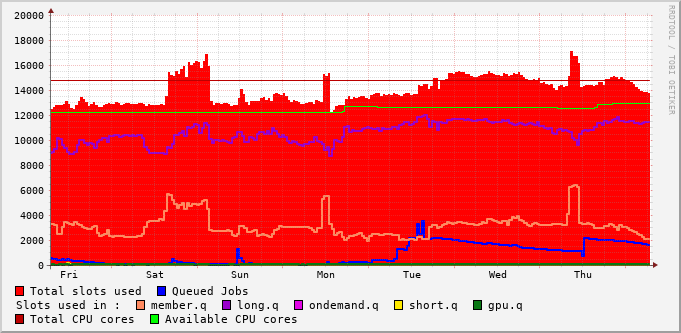 20000
18000
16000
14000
12000
10000
8000
6000
4000
2000
0
Fri Sat Sun Mon Tue Wed Thu
RRDTOOL / TOBI OETIKER
Total slots used Queued Jobs
Slots used in : member.q long.q ondemand.q short.q gpu.q
Total CPU cores Available CPU cores